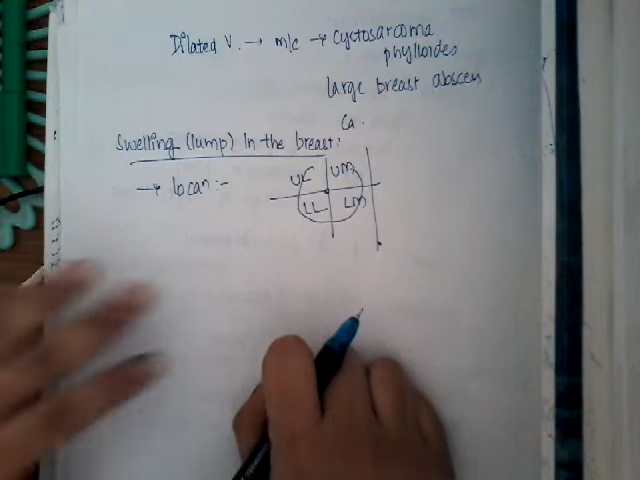 Dilated V. → m/c → Cystosarcoma
phylloides
large breast abscess
Ca.
Swelling (lump) In the breast:
→ locan:-
UL UM
LL LM